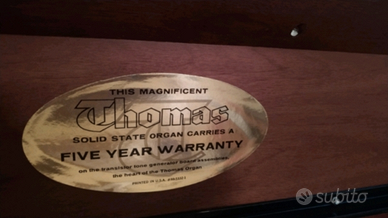 THIS MAGNIFICENT
Thomas
SOLID STATE ORGAN CARRIES A
FIVE YEAR WARRANTY
on the transistor tone generator board assemblies,
the heart of the Thomas Organ
subito